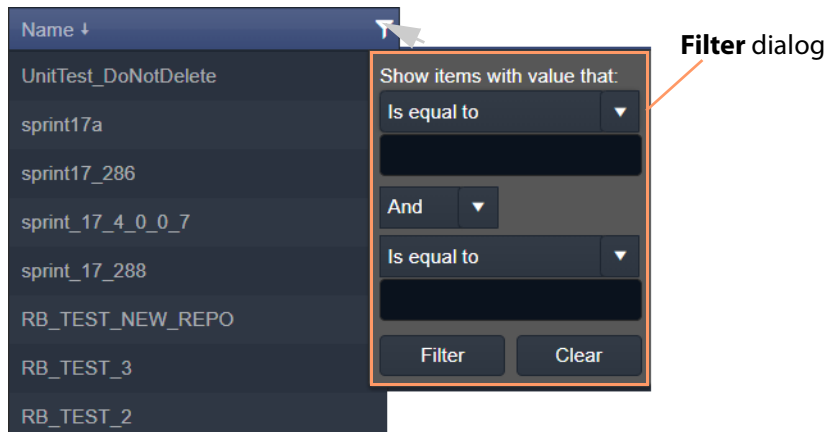 Name ↓
UnitTest_DoNotDelete
sprint17a
sprint17_286
sprint_17_4_0_0_7
sprint_17_288
RB_TEST_NEW_REPO
RB_TEST_3
RB_TEST_2
Show items with value that:
Is equal to
And
Is equal to
Filter Clear
Filter dialog